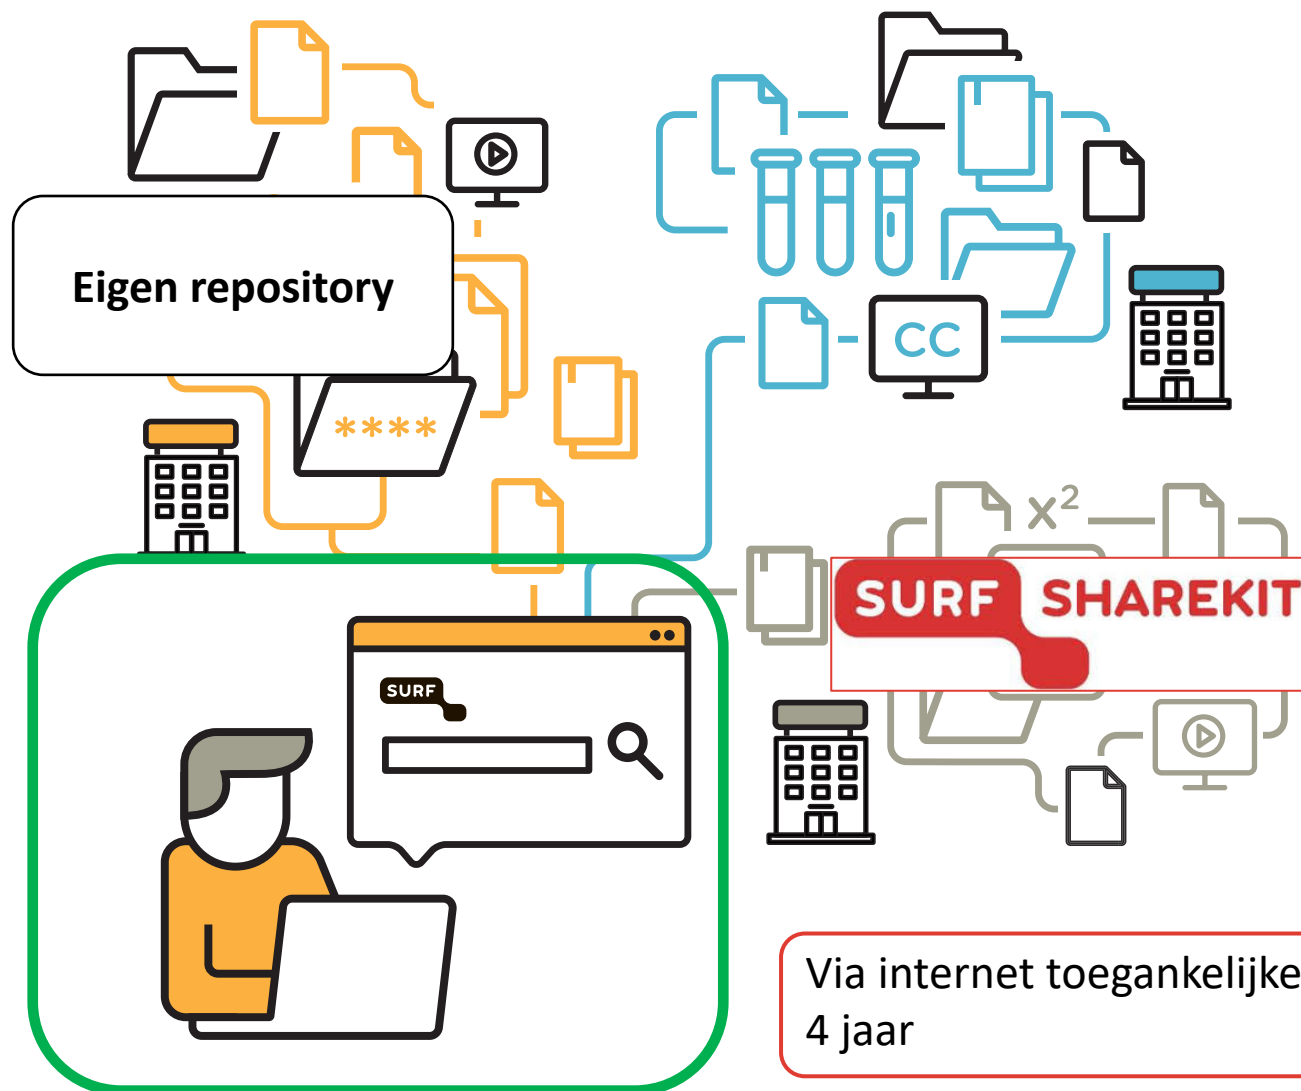 Eigen repository
CC
****
x²
SURF SHAREKIT
SURF
Via internet toegankelijke
4 jaar